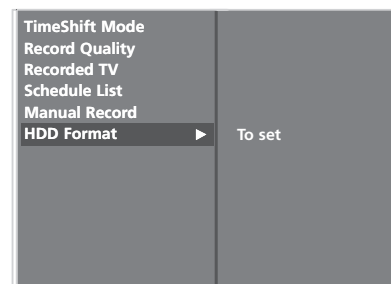 TimeShift Mode
Record Quality
Recorded TV
Schedule List
Manual Record
HDD Format ▶ To set